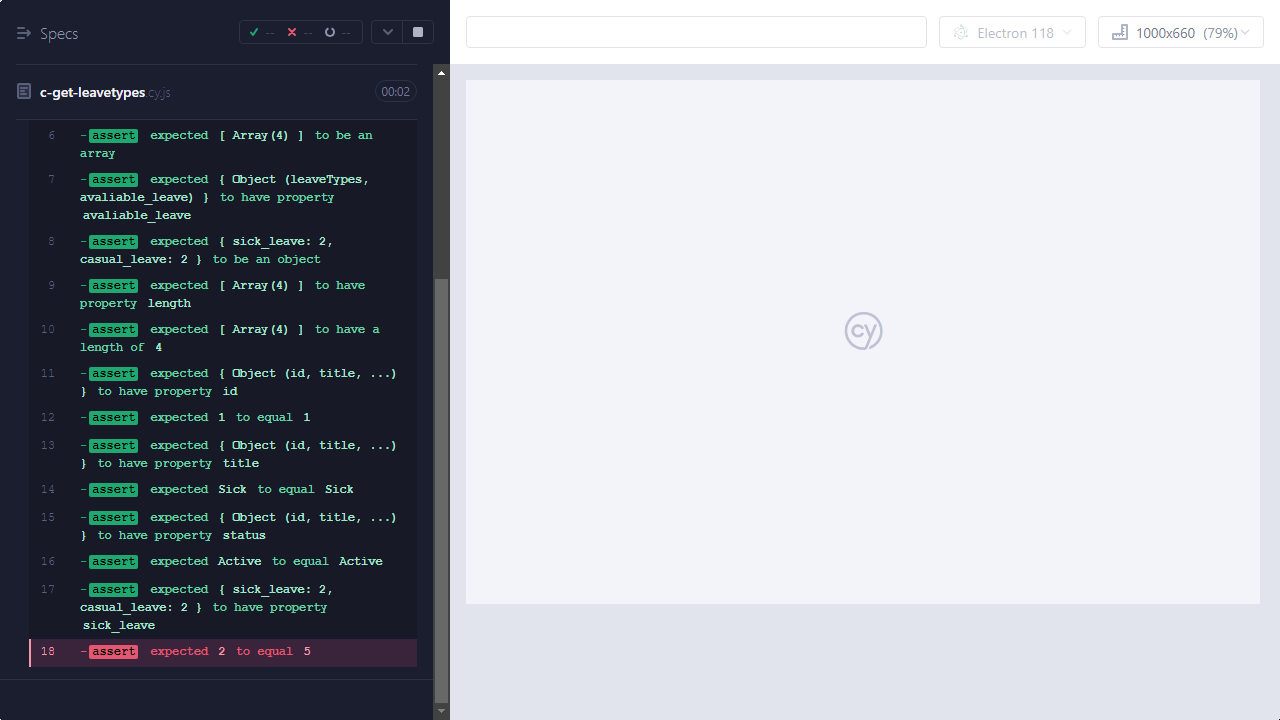 Specs
-- -- --
Electron 118
1000x660 (79%)
c-get-leavetypes.cy.js
00:02
6 -assert expected [ Array(4) ] to be an
array
7 -assert expected { Object (leaveTypes,
avaliable_leave) } to have property
avaliable_leave
8 -assert expected { sick_leave: 2,
casual_leave: 2 } to be an object
9 -assert expected [ Array(4) ] to have
property length
10 -assert expected [ Array(4) ] to have a
length of 4
11 -assert expected { Object (id, title, ...)
} to have property id
12 -assert expected 1 to equal 1
13 -assert expected { Object (id, title, ...)
} to have property title
14 -assert expected Sick to equal Sick
15 -assert expected { Object (id, title, ...)
} to have property status
16 -assert expected Active to equal Active
17 -assert expected { sick_leave: 2,
casual_leave: 2 } to have property
sick_leave
18 -assert expected 2 to equal 5
cy